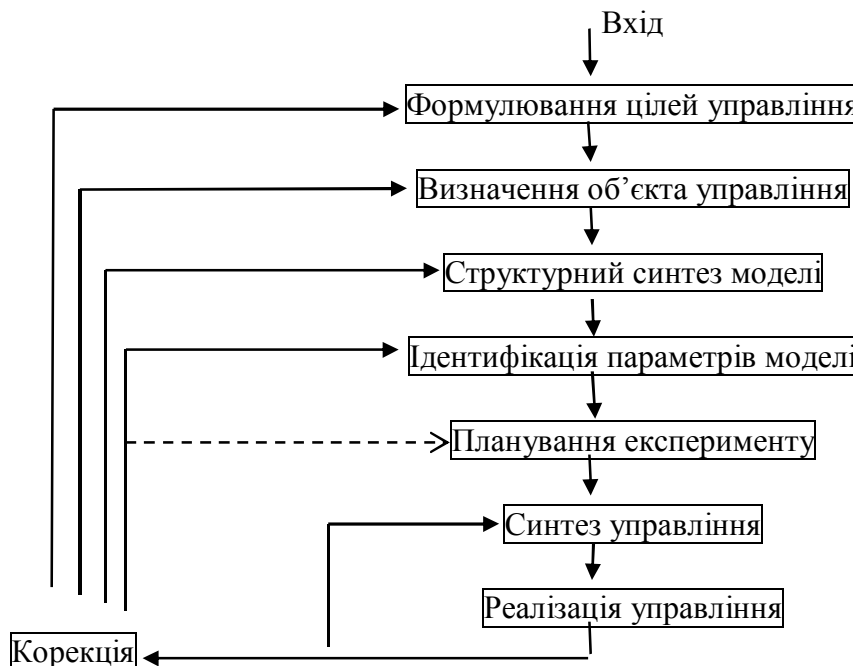 Вхід
Формулювання цілей управління
Визначення об’єкта управління
Структурний синтез моделі
Ідентифікація параметрів моделі
Планування експерименту
Синтез управління
Реалізація управління
Корекція